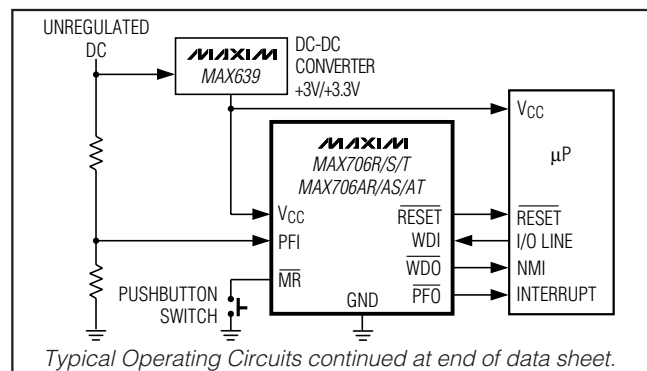 UNREGULATED
DC
MAXIM
MAX639
DC-DC
CONVERTER
+3V/+3.3V
MAXIM
MAX706R/S/T
MAX706AR/AS/AT
VCC
PFI
MR
GND
RESET
WDI
WDO
PFO
VCC
µP
RESET
I/O LINE
NMI
INTERRUPT
PUSHBUTTON
SWITCH
Typical Operating Circuits continued at end of data sheet.